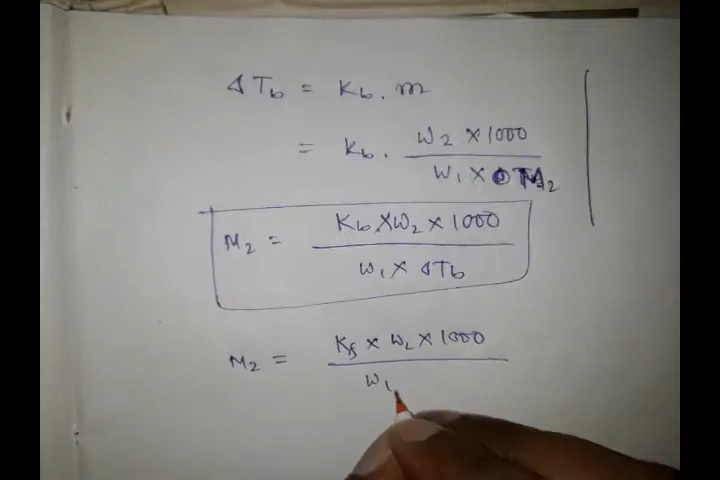 ΔTb = Kb . m
= Kb . W2 × 1000 / W1 × M2
M2 = Kb × W2 × 1000 / W1 × ΔTb
M2 = Kf × W2 × 1000 / W1